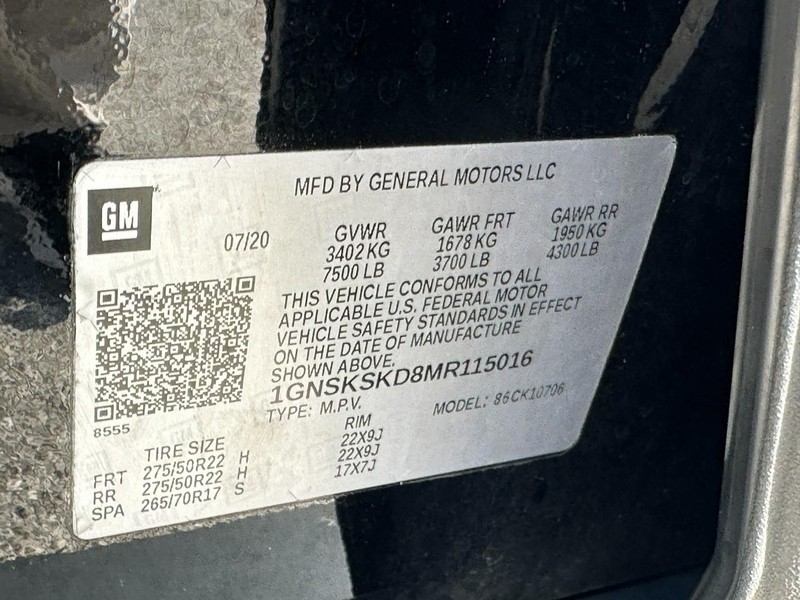 MFD BY GENERAL MOTORS LLC
GM
07/20
GVWR GAWR FRT GAWR RR
3402 KG 1678 KG 1950 KG
7500 LB 3700 LB 4300 LB
THIS VEHICLE CONFORMS TO ALL
APPLICABLE U.S. FEDERAL MOTOR
VEHICLE SAFETY STANDARDS IN EFFECT
ON THE DATE OF MANUFACTURE
SHOWN ABOVE.
1GNSKSKD8MR115016
TYPE: M.P.V. MODEL: 86CK10706
8555
TIRE SIZE RIM
FRT 275/50R22 H 22X9J
RR 275/50R22 H 22X9J
SPA 265/70R17 S 17X7J